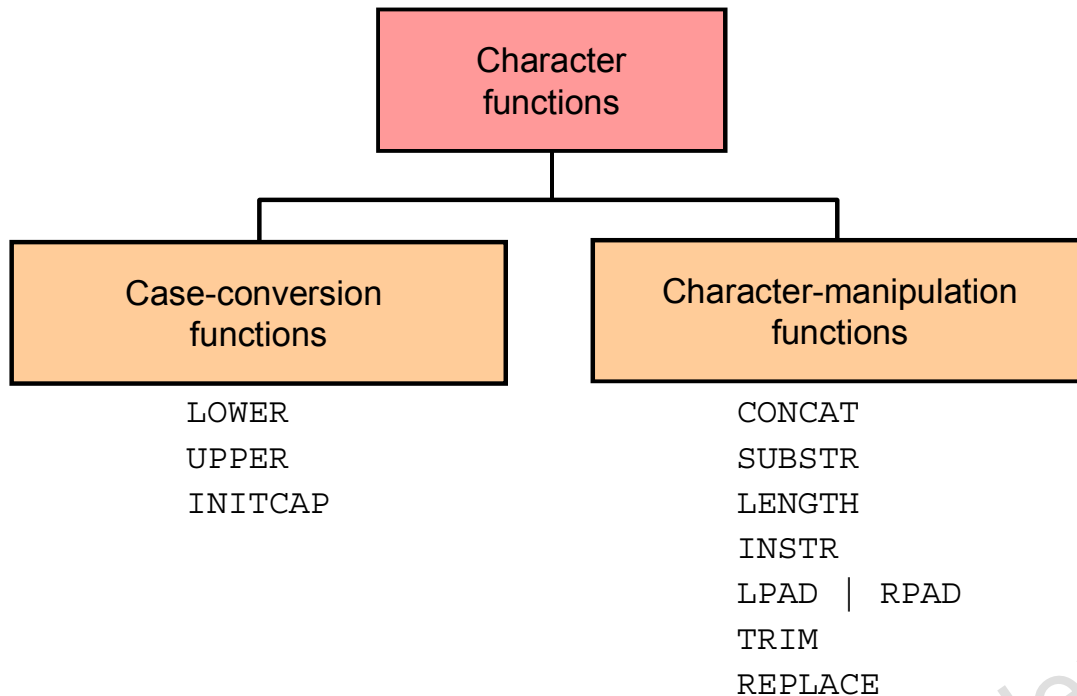 Character
functions
Case-conversion
functions
Character-manipulation
functions
LOWER
UPPER
INITCAP
CONCAT
SUBSTR
LENGTH
INSTR
LPAD | RPAD
TRIM
REPLACE